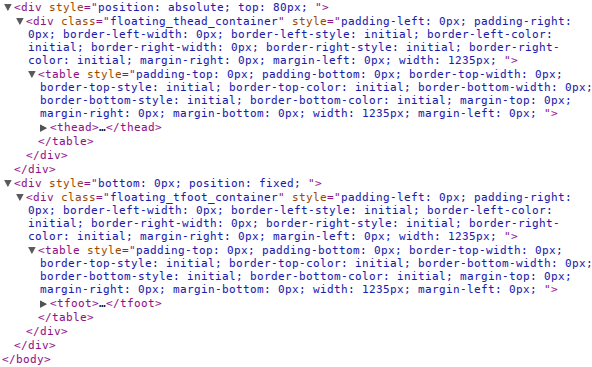 ▼<div style="position: absolute; top: 80px; ">
▼<div class="floating_thead_container" style="padding-left: 0px; padding-right:
0px; border-left-width: 0px; border-left-style: initial; border-left-color:
initial; border-right-width: 0px; border-right-style: initial; border-right-
color: initial; margin-right: 0px; margin-left: 0px; width: 1235px; ">
▼<table style="padding-top: 0px; padding-bottom: 0px; border-top-width: 0px;
border-top-style: initial; border-top-color: initial; border-bottom-width: 0px;
border-bottom-style: initial; border-bottom-color: initial; margin-top: 0px;
margin-right: 0px; margin-bottom: 0px; width: 1235px; margin-left: 0px; ">
▶<thead>…</thead>
</table>
</div>
</div>
▼<div style="bottom: 0px; position: fixed; ">
▼<div class="floating_tfoot_container" style="padding-left: 0px; padding-right:
0px; border-left-width: 0px; border-left-style: initial; border-left-color:
initial; border-right-width: 0px; border-right-style: initial; border-right-
color: initial; margin-right: 0px; margin-left: 0px; width: 1235px; ">
▼<table style="padding-top: 0px; padding-bottom: 0px; border-top-width: 0px;
border-top-style: initial; border-top-color: initial; border-bottom-width: 0px;
border-bottom-style: initial; border-bottom-color: initial; margin-top: 0px;
margin-right: 0px; margin-bottom: 0px; width: 1235px; margin-left: 0px; ">
▶<tfoot>…</tfoot>
</table>
</div>
</div>
</body>